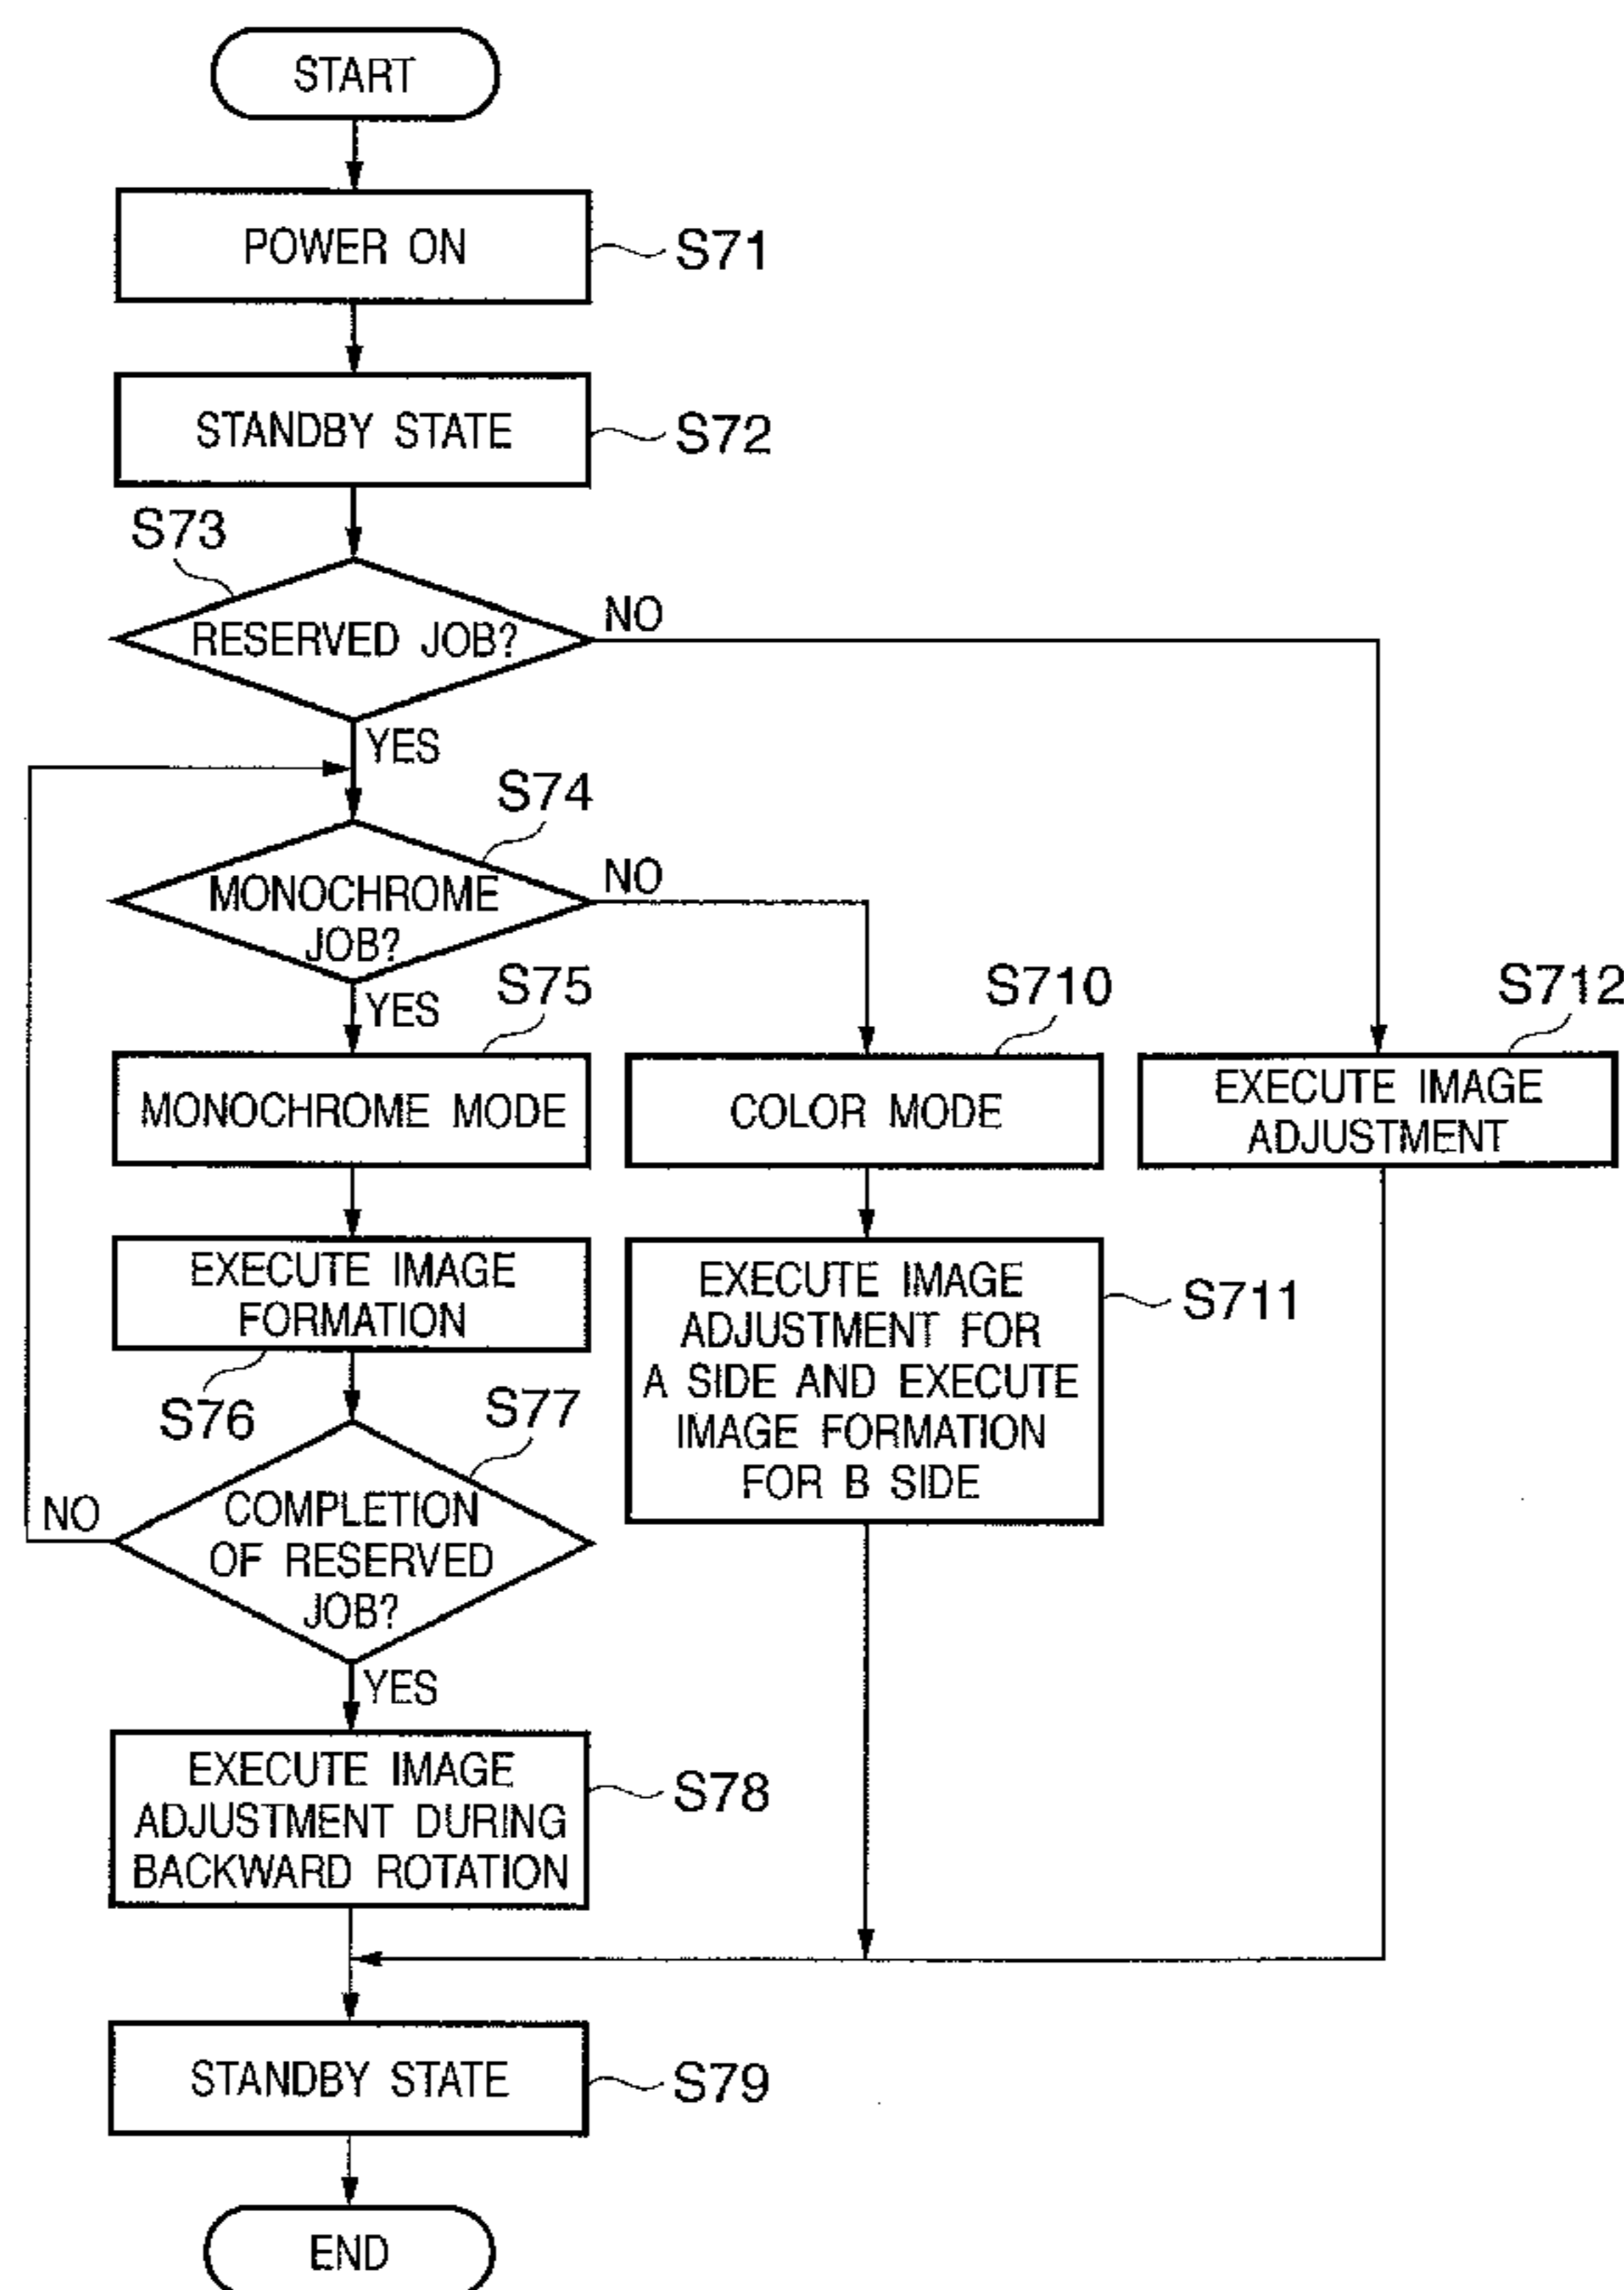 START
POWER ON
S71
STANDBY STATE
S72
S73
RESERVED JOB?
NO
YES
S74
MONOCHROME
JOB?
NO
YES
S75
MONOCHROME MODE
S710
COLOR MODE
S712
EXECUTE IMAGE
ADJUSTMENT
EXECUTE IMAGE
FORMATION
S76
EXECUTE IMAGE
ADJUSTMENT FOR
A SIDE AND EXECUTE
IMAGE FORMATION
FOR B SIDE
S711
S77
COMPLETION
OF RESERVED
JOB?
NO
YES
EXECUTE IMAGE
ADJUSTMENT DURING
BACKWARD ROTATION
S78
STANDBY STATE
S79
END